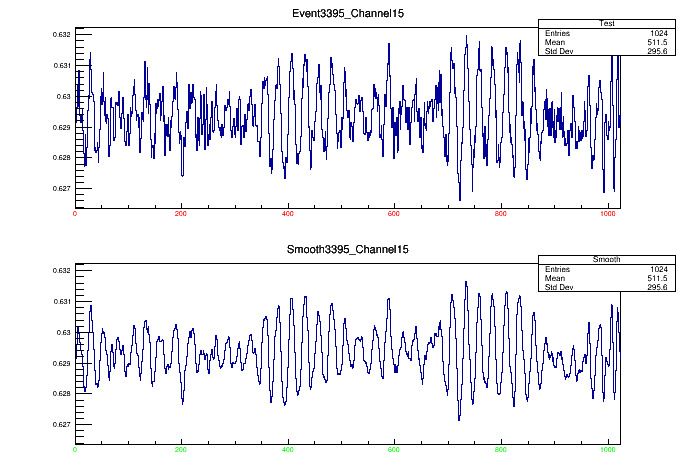 Event3395_Channel15
Test
Entries 1024
Mean 511.5
Std Dev 295.6
0.632
0.631
0.63
0.629
0.628
0.627
0 200 400 600 800 1000
Smooth3395_Channel15
Smooth
Entries 1024
Mean 511.5
Std Dev 295.6
0.632
0.631
0.63
0.629
0.628
0.627
0 200 400 600 800 1000